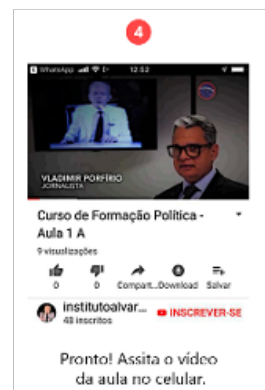 4
WhatsApp 12:52
VLADIMIR PORFÍRIO
JORNALISTA
Curso de Formação Política -
Aula 1 A
9 visualizações
0 0 Compart... Download Salvar
institutoalvar... INSCREVER-SE
48 inscritos
Pronto! Assita o vídeo
da aula no celular.